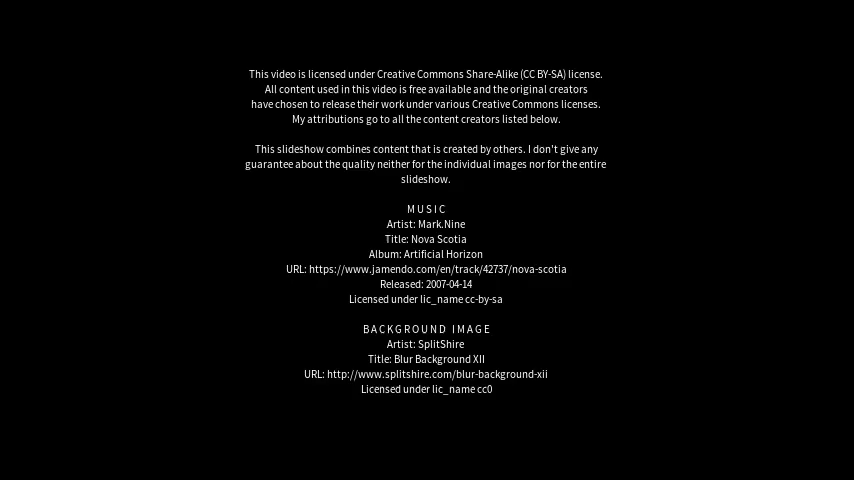 This video is licensed under Creative Commons Share-Alike (CC BY-SA) license.
All content used in this video is free available and the original creators
have chosen to release their work under various Creative Commons licenses.
My attributions go to all the content creators listed below.
This slideshow combines content that is created by others. I don't give any
guarantee about the quality neither for the individual images nor for the entire
slideshow.
MUSIC
Artist: Mark.Nine
Title: Nova Scotia
Album: Artificial Horizon
URL: https://www.jamendo.com/en/track/42737/nova-scotia
Released: 2007-04-14
Licensed under lic_name cc-by-sa
BACKGROUND IMAGE
Artist: SplitShire
Title: Blur Background XII
URL: http://www.splitshire.com/blur-background-xii
Licensed under lic_name cc0